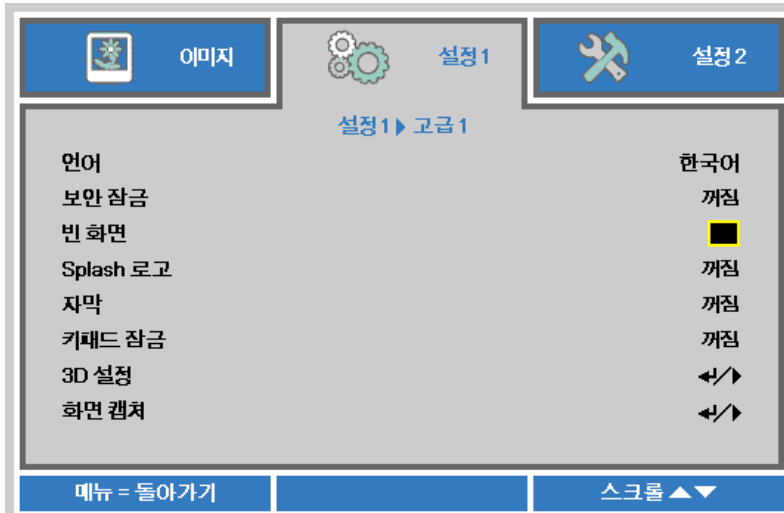 이미지 설정1 설정2
설정1▶고급1
언어 한국어
보안 잠금 꺼짐
빈 화면
Splash 로고 꺼짐
자막 꺼짐
키패드 잠금 꺼짐
3D 설정 ↵/▶
화면 캡처 ↵/▶
메뉴 = 돌아가기 스크롤▲▼